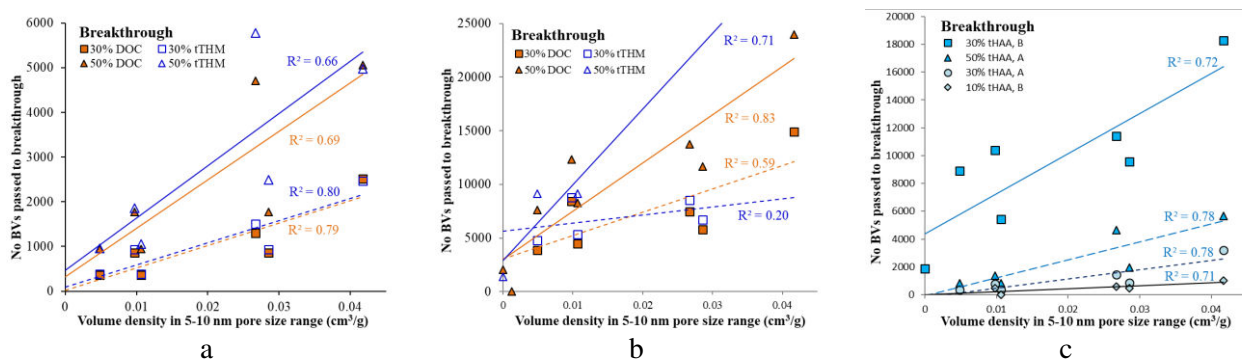 Breakthrough
30% DOC 30% tTHM
50% DOC 50% tTHM
No BVs passed to breakthrough
6000
5000
4000
3000
2000
1000
0
R² = 0.66
R² = 0.69
R² = 0.80
R² = 0.79
0 0.01 0.02 0.03 0.04
Volume density in 5-10 nm pore size range (cm³/g)
a
Breakthrough
30% DOC 30% tTHM
50% DOC 50% tTHM
No BVs passed to breakthrough
25000
20000
15000
10000
5000
0
R² = 0.71
R² = 0.83
R² = 0.59
R² = 0.20
0 0.01 0.02 0.03 0.04
Volume density in 5-10 nm pore size range (cm³/g)
b
Breakthrough
30% tHAA, B
50% tHAA, A
30% tHAA, A
10% tHAA, B
No BVs passed to breakthrough
20000
18000
16000
14000
12000
10000
8000
6000
4000
2000
0
R² = 0.72
R² = 0.78
R² = 0.78
R² = 0.71
0 0.01 0.02 0.03 0.04
Volume density in 5-10 nm pore size range (cm³/g)
c